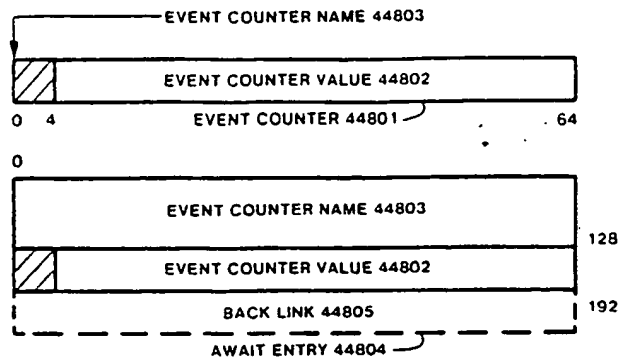 EVENT COUNTER NAME 44803
EVENT COUNTER VALUE 44802
0 4 EVENT COUNTER 44801 64
0
EVENT COUNTER NAME 44803
128
EVENT COUNTER VALUE 44802
192
BACK LINK 44805
AWAIT ENTRY 44804